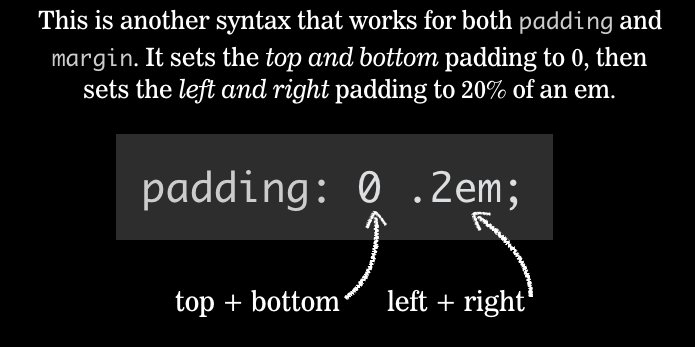 This is another syntax that works for both padding and
margin. It sets the top and bottom padding to 0, then
sets the left and right padding to 20% of an em.
padding: 0 .2em;
top + bottom
left + right